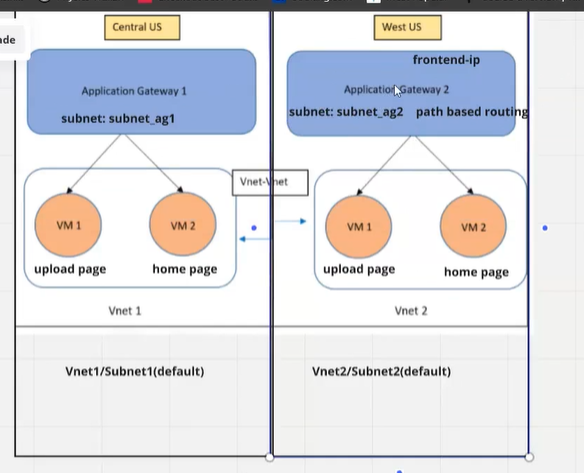 ade
Central US
West US
frontend-ip
Application Gateway 1
Application Gateway 2
subnet: subnet_ag1
subnet: subnet_ag2 path based routing
Vnet-Vnet
VM 1
VM 2
VM 1
VM 2
upload page
home page
upload page
home page
Vnet 1
Vnet 2
Vnet1/Subnet1(default)
Vnet2/Subnet2(default)